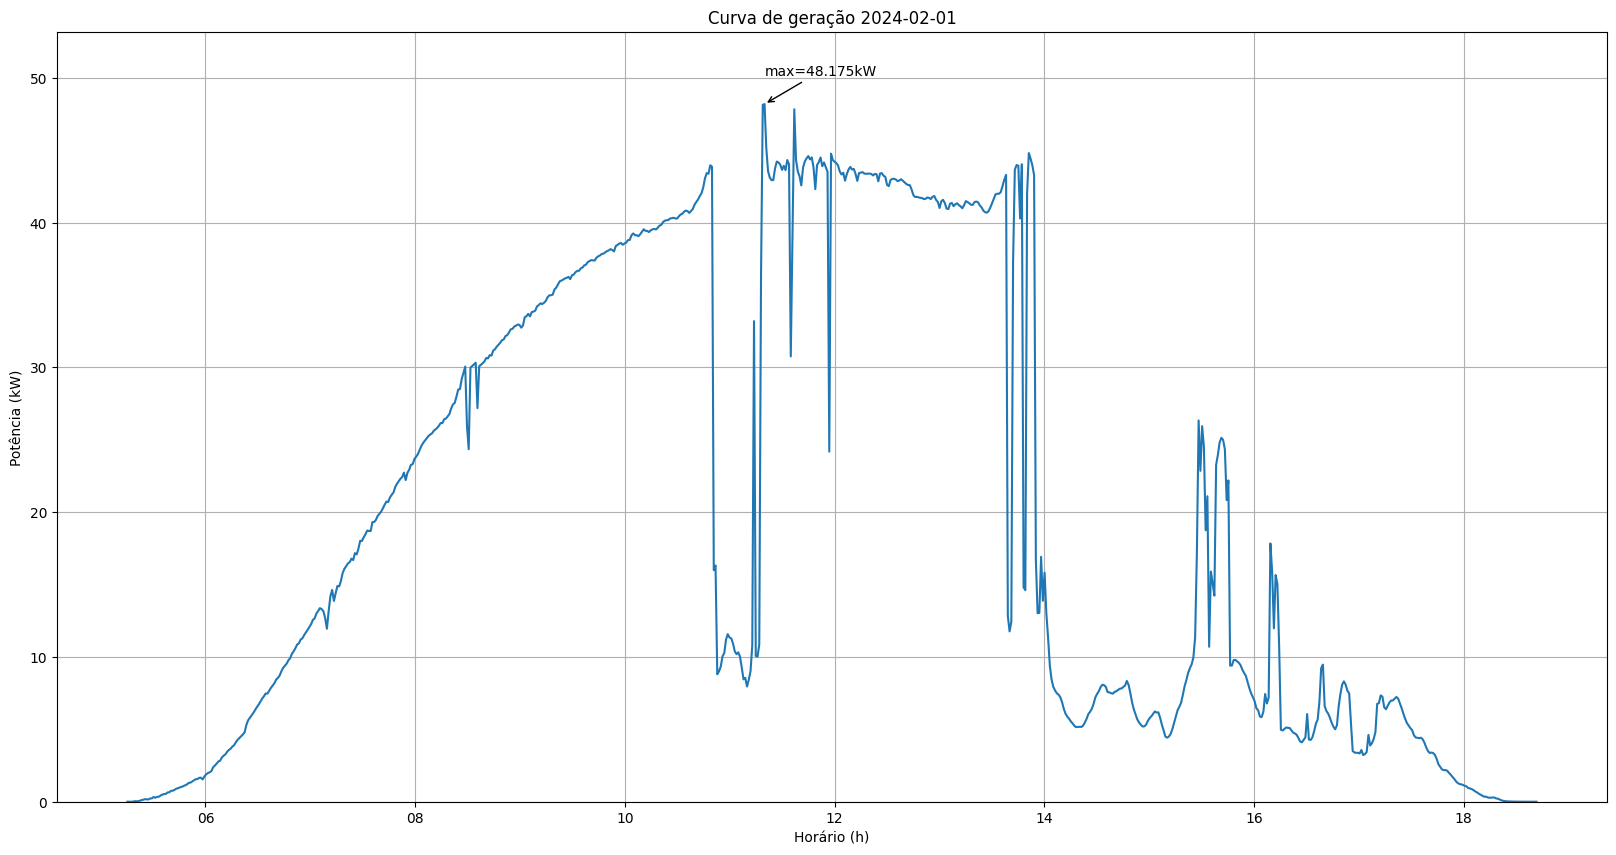 Curva de geração 2024-02-01
max=48.175kW
Potência (kW)
50
40
30
20
10
0
06 08 10 12 14 16 18
Horário (h)